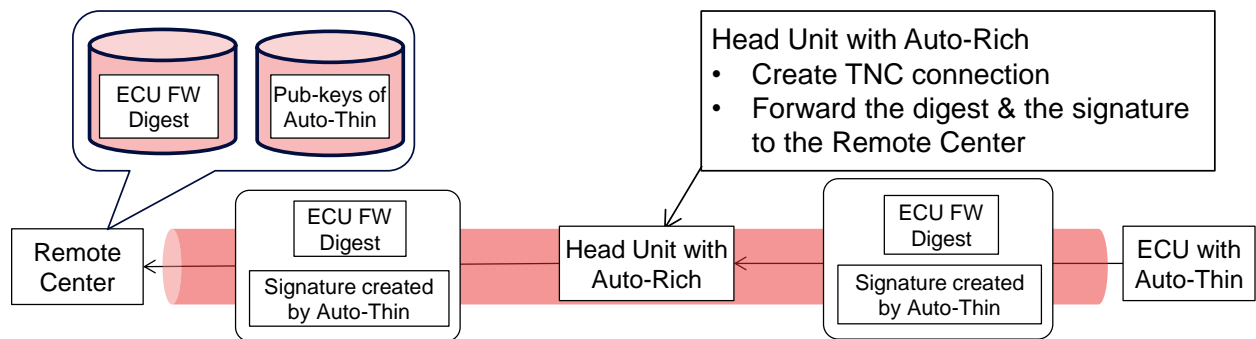 ECU FW
Digest
Pub-keys of
Auto-Thin
Head Unit with Auto-Rich
• Create TNC connection
• Forward the digest & the signature
to the Remote Center
Remote
Center
ECU FW
Digest
Signature created
by Auto-Thin
Head Unit with
Auto-Rich
ECU FW
Digest
Signature created
by Auto-Thin
ECU with
Auto-Thin